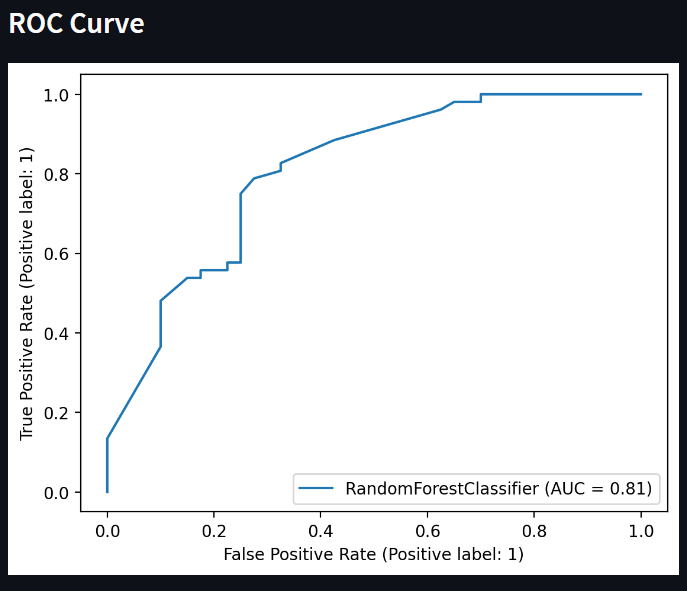 ROC Curve
True Positive Rate (Positive label: 1)
1.0
0.8
0.6
0.4
0.2
0.0
RandomForestClassifier (AUC = 0.81)
0.0 0.2 0.4 0.6 0.8 1.0
False Positive Rate (Positive label: 1)